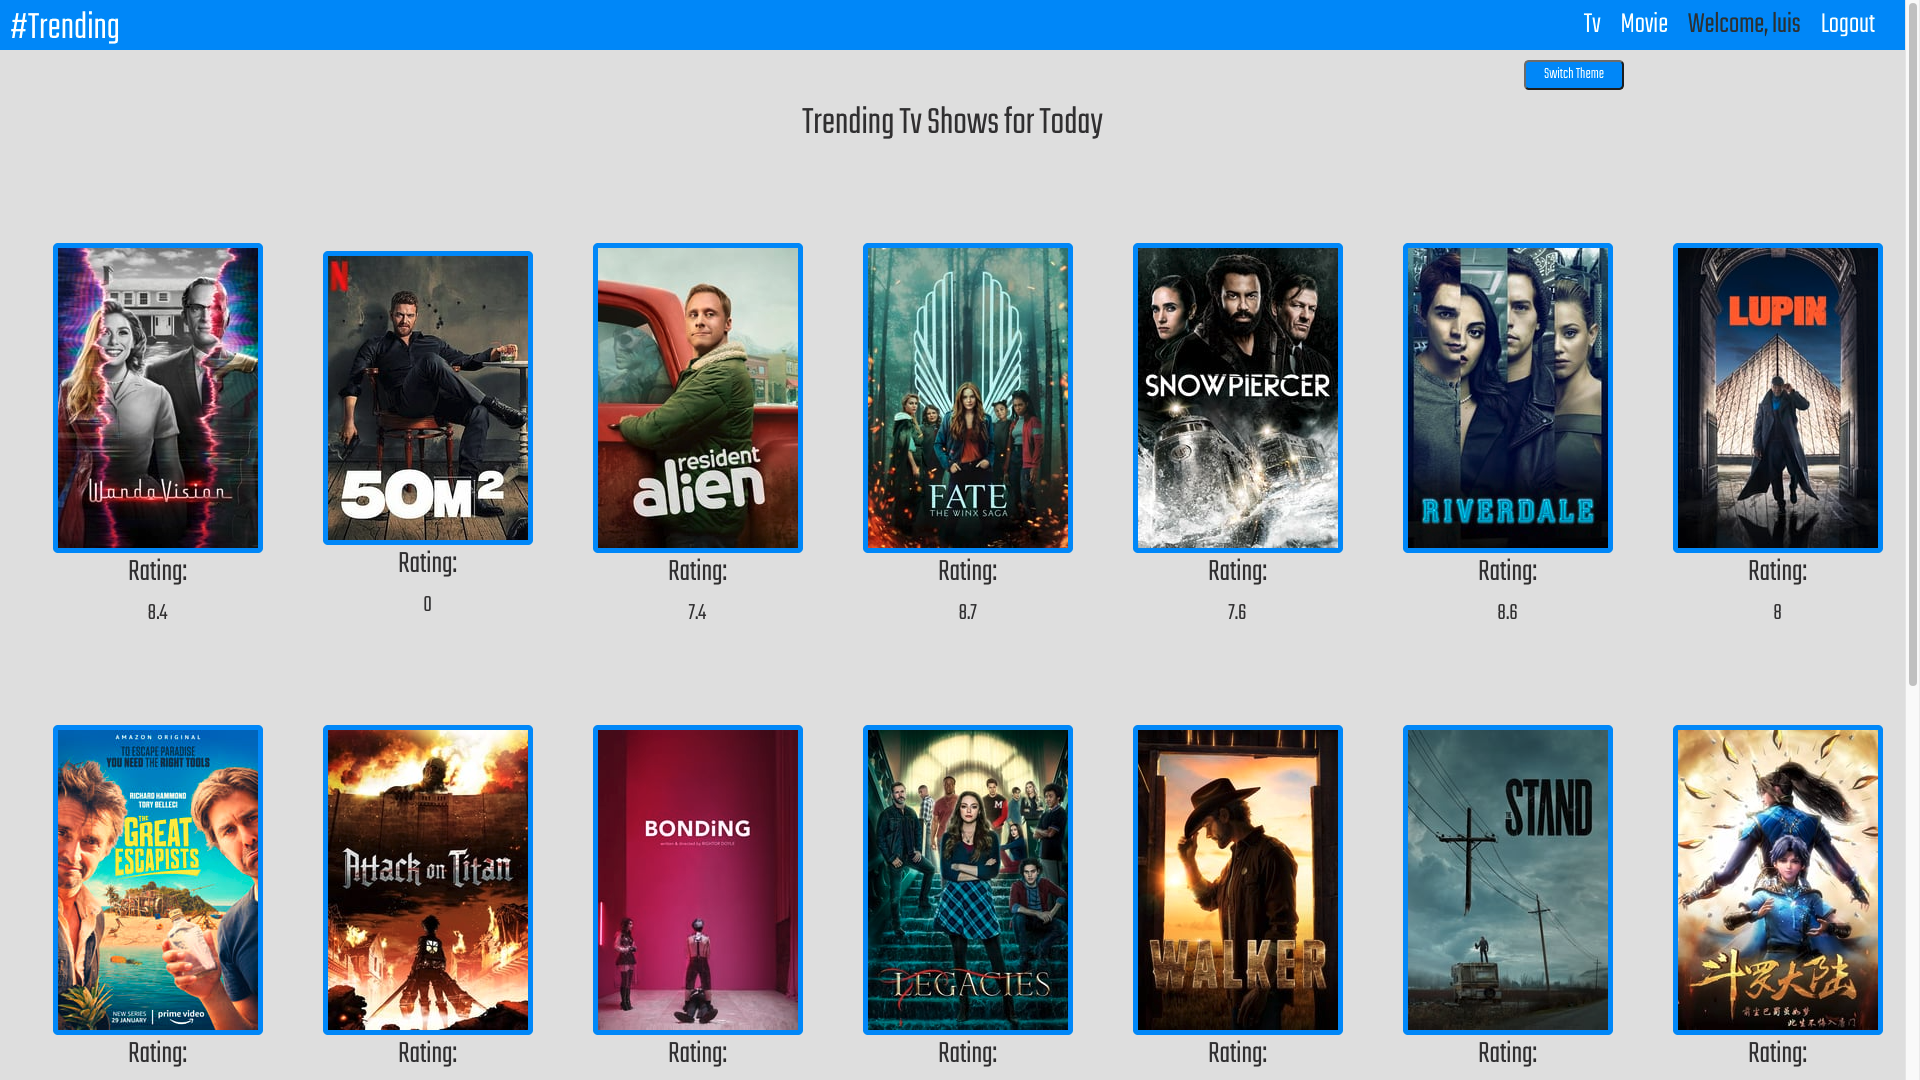 #Trending
Tv Movie Welcome, luis Logout
Switch Theme
Trending Tv Shows for Today
WandaVision
N
50M²
resident
alien
FATE
THE WINX SAGA
SNOWPIERCER
RIVERDALE
LUPIN
Rating: Rating: Rating: Rating: Rating: Rating: Rating:
8.4 0 7.4 8.7 7.6 8.6 8
AMAZON ORIGINAL
TO ESCAPE PARADISE
YOU NEED THE RIGHT TOOLS
RICHARD HAMMOND
TORY BELLECI
THE
GREAT
ESCAPISTS
NEW SERIES
29 JANUARY
prime video
Attack on Titan
BONDiNG
LEGACIES
WALKER
THE STAND
斗罗大陆
Rating: Rating: Rating: Rating: Rating: Rating: Rating: